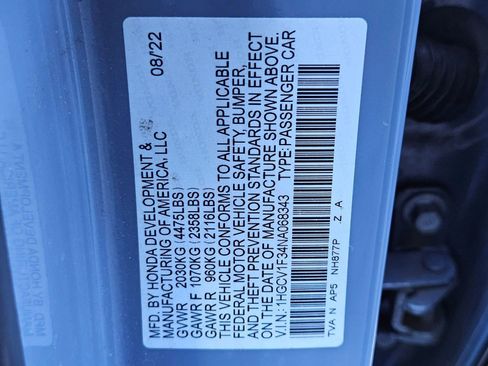 MFD. BY HONDA DEVELOPMENT & 08/22
MANUFACTURING OF AMERICA, LLC
GVWR 2030KG (4475LBS)
GAWR F 1070KG (2358LBS)
GAWR R 960KG (2116LBS)
THIS VEHICLE CONFORMS TO ALL APPLICABLE
FEDERAL MOTOR VEHICLE SAFETY, BUMPER,
AND THEFT PREVENTION STANDARDS IN EFFECT
ON THE DATE OF MANUFACTURE SHOWN ABOVE.
V.I.N.: 1HGCV1F34NA068343
TYPE: PASSENGER CAR
TVA N AP5 NH877P Z A